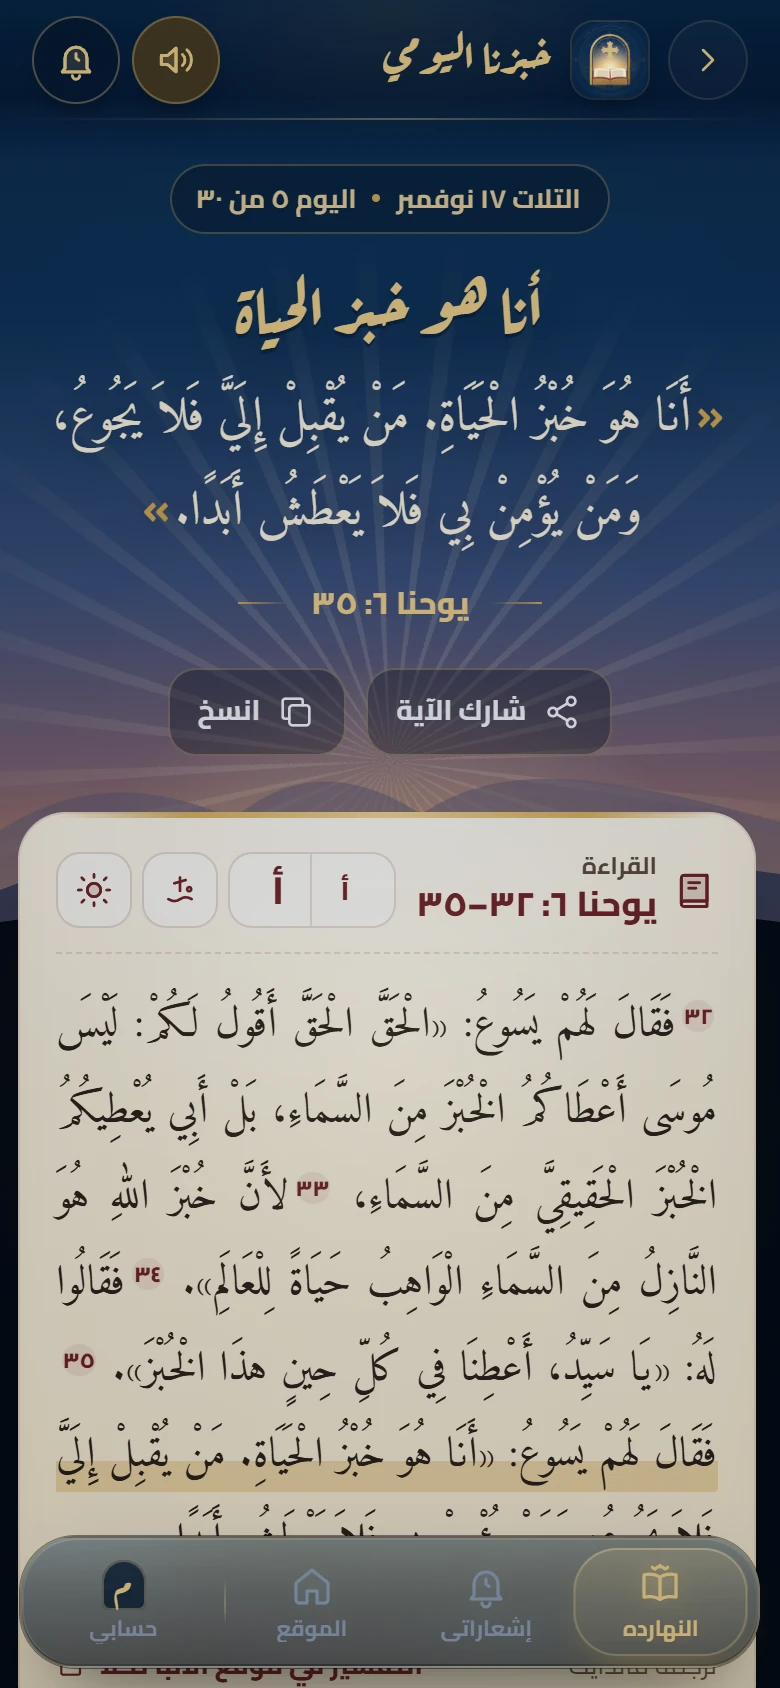 خبزنا اليومي
التلات ١٧ نوفمبر • اليوم ٥ من ٣٠
أنا هو خبز الحياة
«أَنَا هُوَ خُبْزُ الْحَيَاةِ. مَنْ يُقْبِلْ إِلَيَّ فَلاَ يَجُوعُ،
وَمَنْ يُؤْمِنْ بِي فَلاَ يَعْطَشُ أَبَدًا.»
يوحنا ٦: ٣٥
شارك الآية
انسخ
القراءة
يوحنا ٦: ٣٢–٣٥
أ أ
٣٢ فَقَالَ لَهُمْ يَسُوعُ: «الْحَقَّ الْحَقَّ أَقُولُ لَكُمْ: لَيْسَ
مُوسَى أَعْطَاكُمُ الْخُبْزَ مِنَ السَّمَاءِ، بَلْ أَبِي يُعْطِيكُمُ
الْخُبْزَ الْحَقِيقِيَّ مِنَ السَّمَاءِ، ٣٣ لأَنَّ خُبْزَ اللهِ هُوَ
النَّازِلُ مِنَ السَّمَاءِ الْوَاهِبُ حَيَاةً لِلْعَالَمِ». ٣٤ فَقَالُوا
لَهُ: «يَا سَيِّدُ، أَعْطِنَا فِي كُلِّ حِينٍ هذَا الْخُبْزَ». ٣٥
فَقَالَ لَهُمْ يَسُوعُ: «أَنَا هُوَ خُبْزُ الْحَيَاةِ. مَنْ يُقْبِلْ إِلَيَّ
النهارده
إشعاراتى
الموقع
م
حسابي